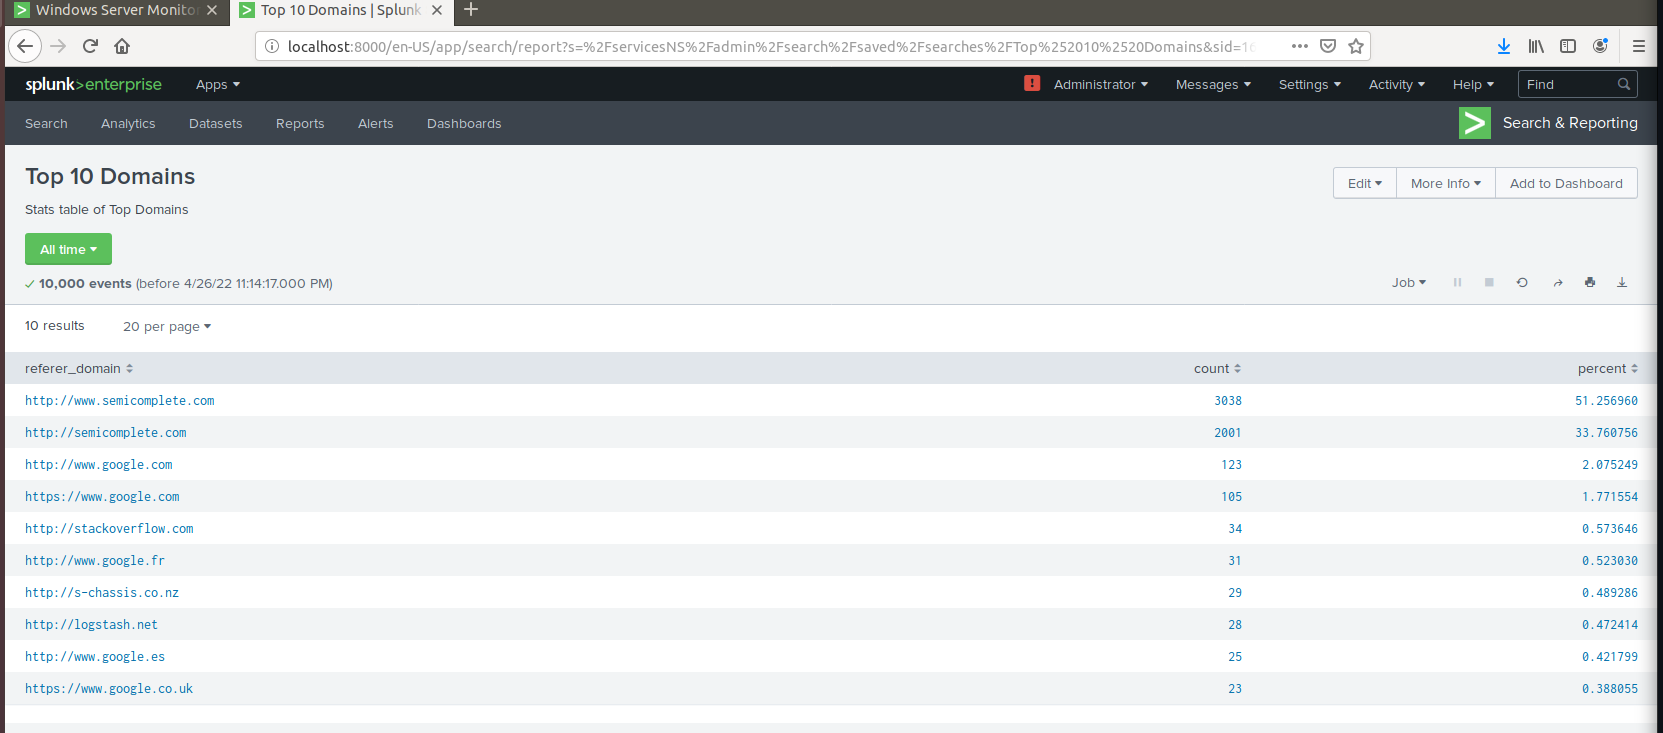 Windows Server Monito
Top 10 Domains | Splunk
localhost:8000/en-US/app/search/report?s=%2FservicesNS%2Fadmin%2Fsearch%2Fsaved%2Fsearches%2FTop%252010%2520Domains&sid=1
splunk>enterprise Apps Administrator Messages Settings Activity Help Find
Search Analytics Datasets Reports Alerts Dashboards Search & Reporting
Top 10 Domains
Edit More Info Add to Dashboard
Stats table of Top Domains
All time
10,000 events (before 4/26/22 11:14:17.000 PM) Job
10 results 20 per page
referer_domain count percent
http://www.semicomplete.com 3038 51.256960
http://semicomplete.com 2001 33.760756
http://www.google.com 123 2.075249
https://www.google.com 105 1.771554
http://stackoverflow.com 34 0.573646
http://www.google.fr 31 0.523030
http://s-chassis.co.nz 29 0.489286
http://logstash.net 28 0.472414
http://www.google.es 25 0.421799
https://www.google.co.uk 23 0.388055